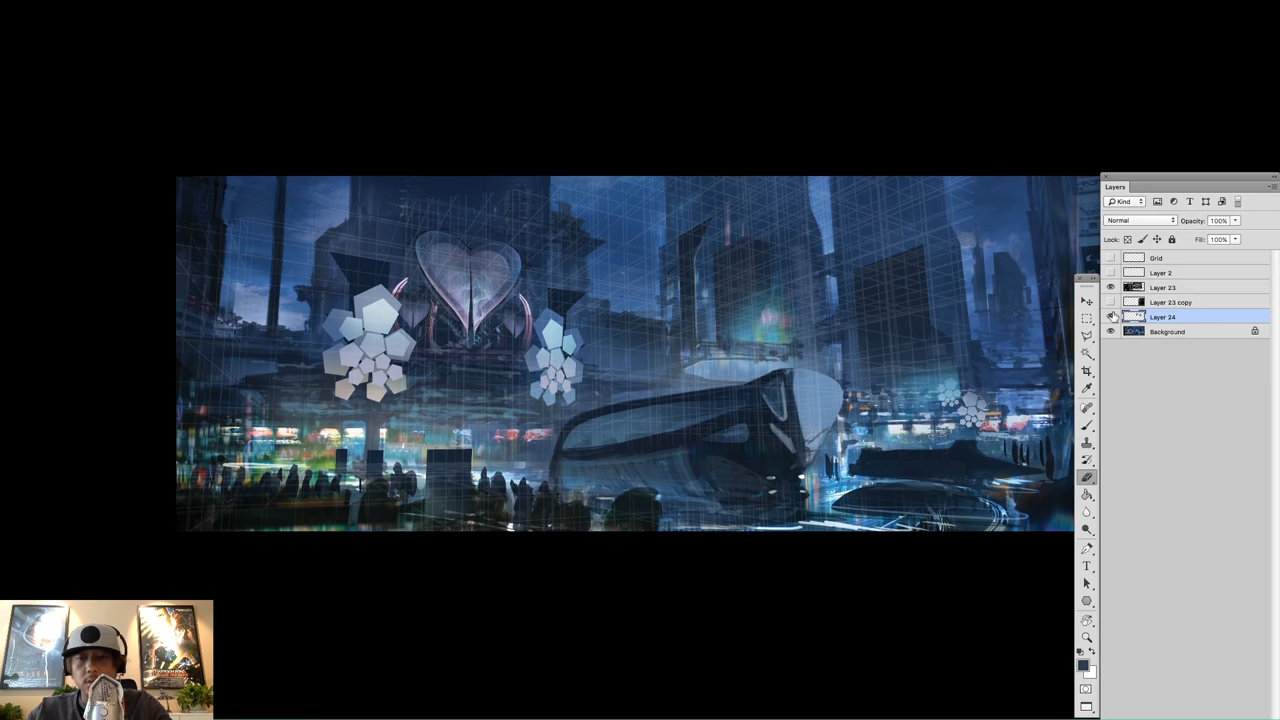 Layers
Kind
Normal
Opacity: 100%
Lock:
Fill: 100%
Grid
Layer 2
Layer 23
Layer 23 copy
Layer 24
Background